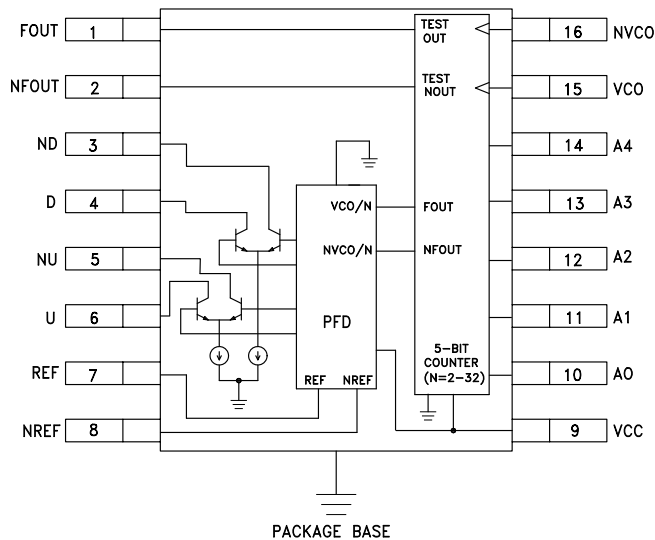 FOUT 1
NFOUT 2
ND 3
D 4
NU 5
U 6
REF 7
NREF 8
TEST
OUT
TEST
NOUT
VCO/N
FOUT
NVCO/N
NFOUT
PFD
REF NREF
5-BIT
COUNTER
(N=2-32)
16 NVCO
15 VCO
14 A4
13 A3
12 A2
11 A1
10 A0
9 VCC
PACKAGE BASE